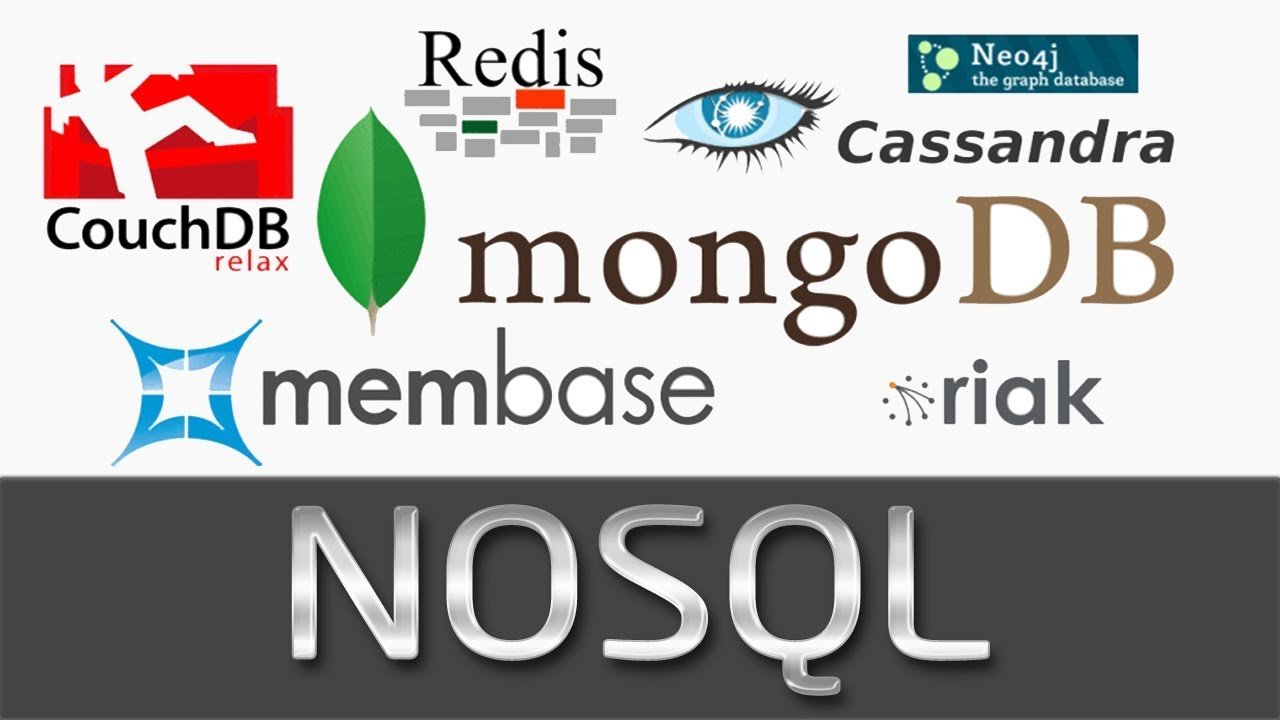 CouchDB
relax
Redis
Neo4j
the graph database
Cassandra
mongoDB
membase
riak
NOSQL